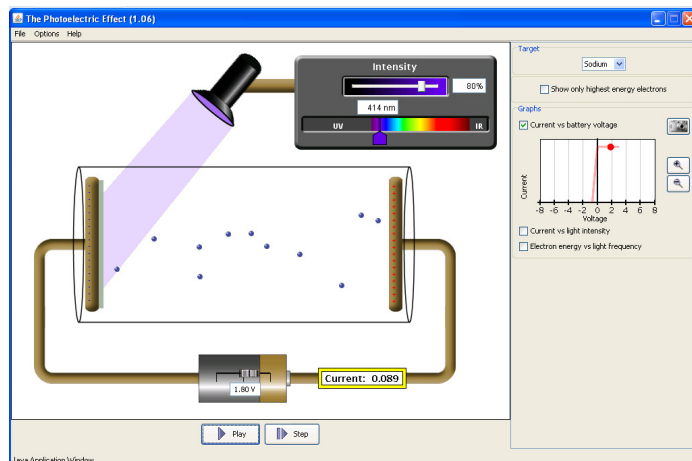 The Photoelectric Effect (1.06)
File Options Help
Intensity
80%
414 nm
UV IR
Current: 0.089
1.80 V
Play Step
Target
Sodium
Show only highest energy electrons
Graphs
Current vs battery voltage
Current
-8 -6 -4 -2 0 2 4 6 8
Voltage
Current vs light intensity
Electron energy vs light frequency
Java Application Window